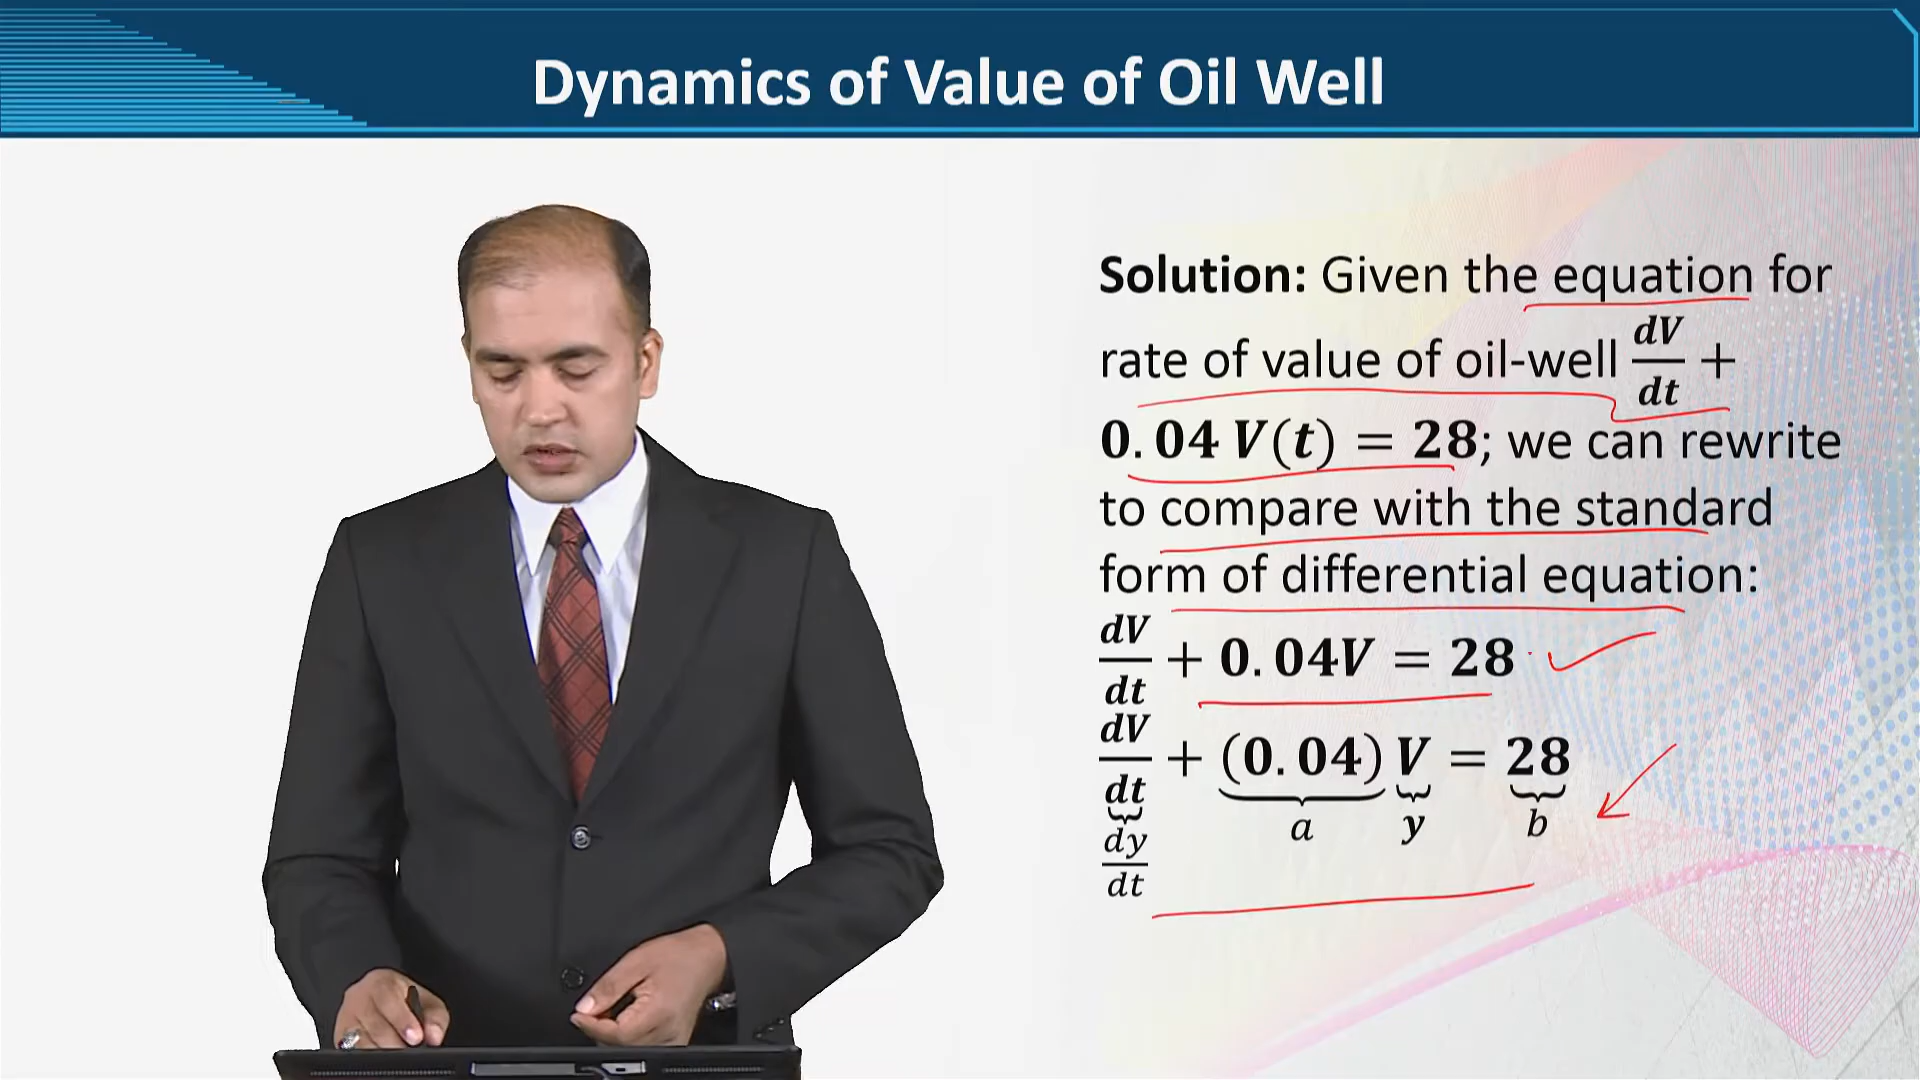 Dynamics of Value of Oil Well
Solution: Given the equation for
rate of value of oil-well dV/dt +
0.04 V(t) = 28; we can rewrite
to compare with the standard
form of differential equation:
dV/dt + 0.04V = 28
dV/dt + (0.04) V = 28
dy/dt a y b